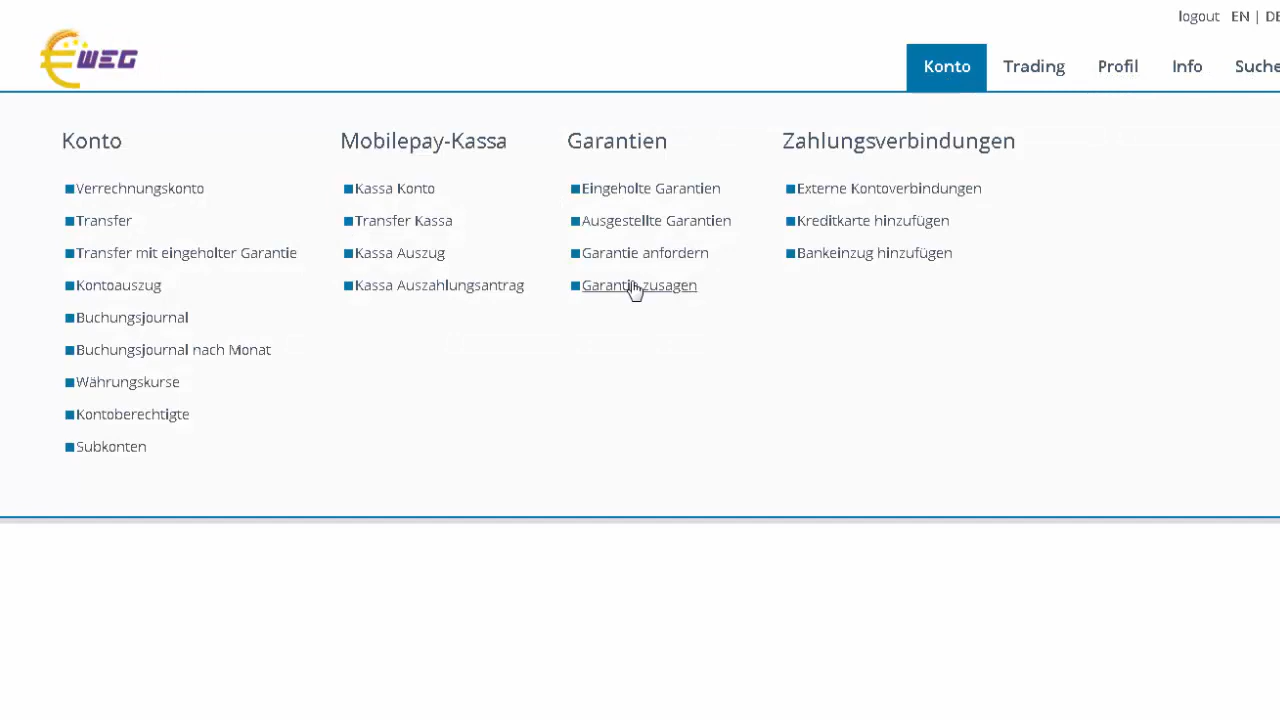 logout EN | DE
€WEG
Konto Trading Profil Info Suche
Konto
Verrechnungskonto
Transfer
Transfer mit eingeholter Garantie
Kontoauszug
Buchungsjournal
Buchungsjournal nach Monat
Währungskurse
Kontoberechtigte
Subkonten
Mobilepay-Kassa
Kassa Konto
Transfer Kassa
Kassa Auszug
Kassa Auszahlungsantrag
Garantien
Eingeholte Garantien
Ausgestellte Garantien
Garantie anfordern
Garantie zusagen
Zahlungsverbindungen
Externe Kontoverbindungen
Kreditkarte hinzufügen
Bankeinzug hinzufügen